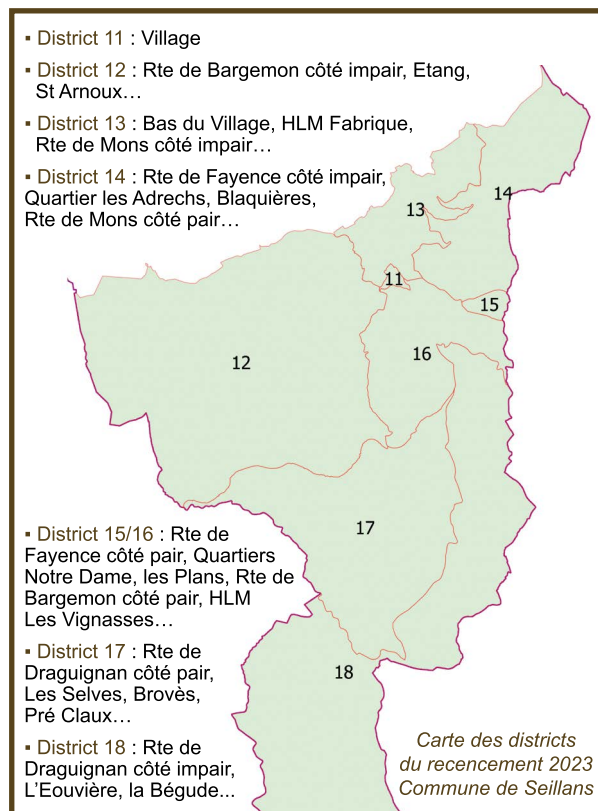 ▪ District 11 : Village
▪ District 12 : Rte de Bargemon côté impair, Etang,
St Arnoux…
▪ District 13 : Bas du Village, HLM Fabrique,
Rte de Mons côté impair…
▪ District 14 : Rte de Fayence côté impair,
Quartier les Adrechs, Blaquières,
Rte de Mons côté pair…
14
13
11
15
16
12
17
▪ District 15/16 : Rte de
Fayence côté pair, Quartiers
Notre Dame, les Plans, Rte de
Bargemon côté pair, HLM
Les Vignasses…
▪ District 17 : Rte de
Draguignan côté pair,
Les Selves, Brovès,
Pré Claux…
18
▪ District 18 : Rte de
Draguignan côté impair,
L'Eouvière, la Bégude...
Carte des districts
du recencement 2023
Commune de Seillans